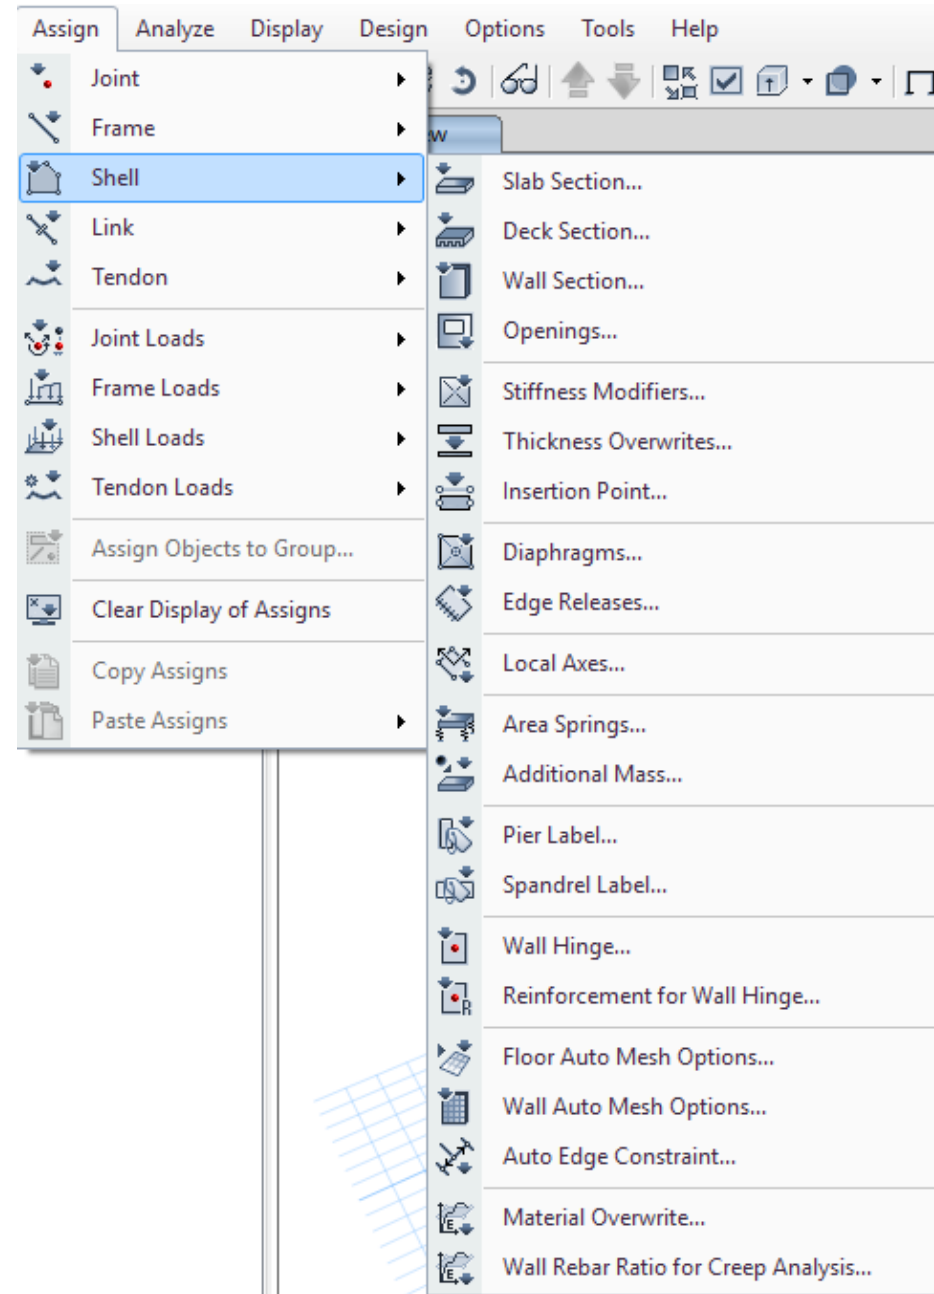 Assign Analyze Display Design Options Tools Help
Joint
Frame
Shell
Link
Tendon
Joint Loads
Frame Loads
Shell Loads
Tendon Loads
Assign Objects to Group...
Clear Display of Assigns
Copy Assigns
Paste Assigns
Slab Section...
Deck Section...
Wall Section...
Openings...
Stiffness Modifiers...
Thickness Overwrites...
Insertion Point...
Diaphragms...
Edge Releases...
Local Axes...
Area Springs...
Additional Mass...
Pier Label...
Spandrel Label...
Wall Hinge...
Reinforcement for Wall Hinge...
Floor Auto Mesh Options...
Wall Auto Mesh Options...
Auto Edge Constraint...
Material Overwrite...
Wall Rebar Ratio for Creep Analysis...